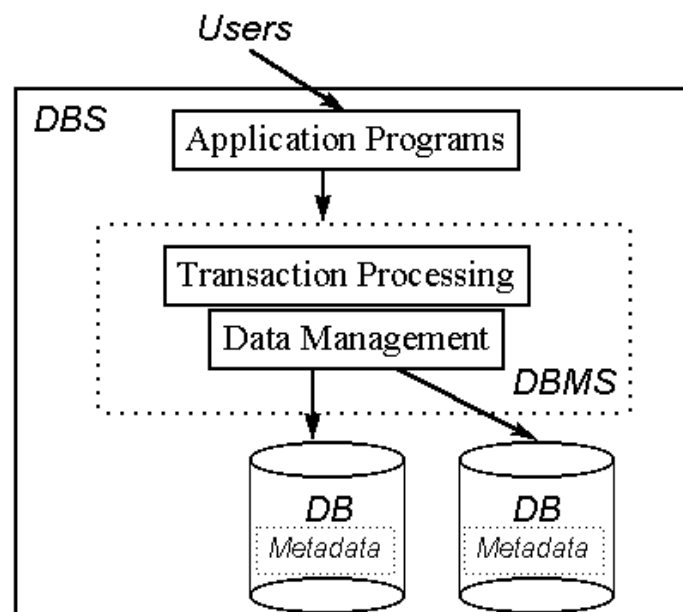 Users
DBS
Application Programs
Transaction Processing
Data Management
DBMS
DB
Metadata
DB
Metadata